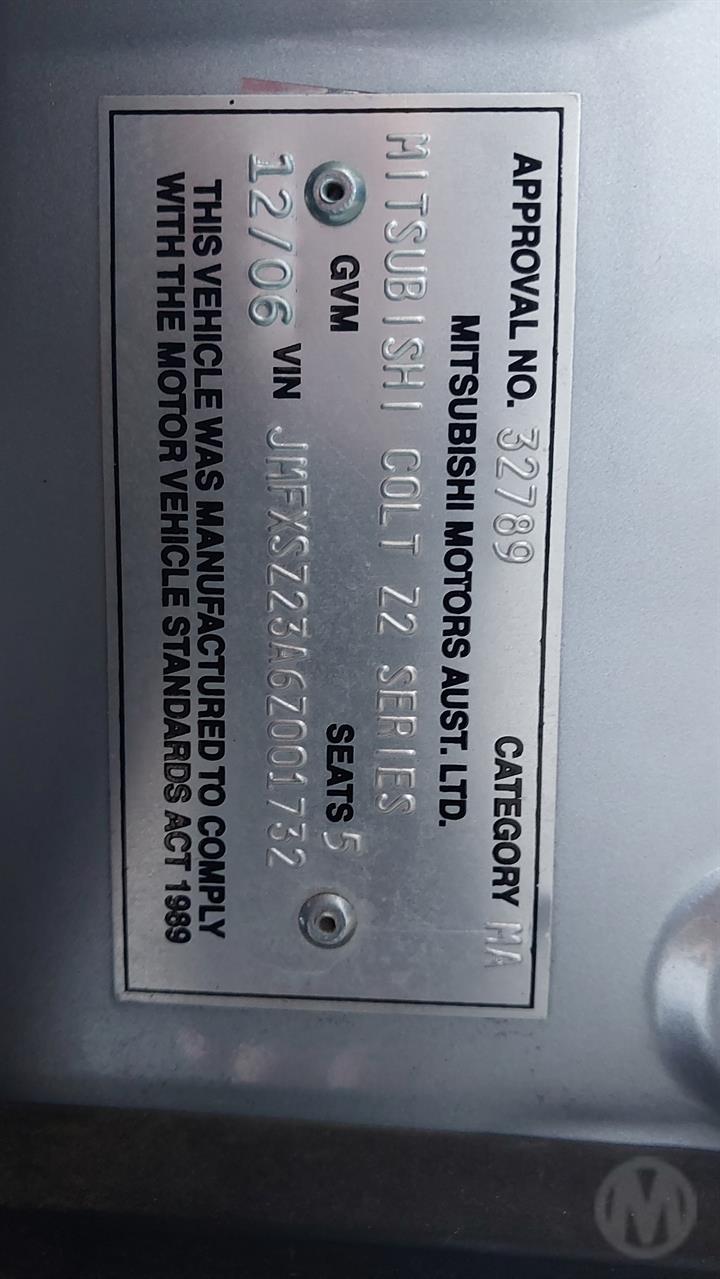 APPROVAL NO. 32789 CATEGORY MA
MITSUBISHI MOTORS AUST. LTD.
MITSUBISHI COLT Z2 SERIES
GVM SEATS 5
12/06 VIN JMFXSZ23A6Z001732
THIS VEHICLE WAS MANUFACTURED TO COMPLY
WITH THE MOTOR VEHICLE STANDARDS ACT 1989
M